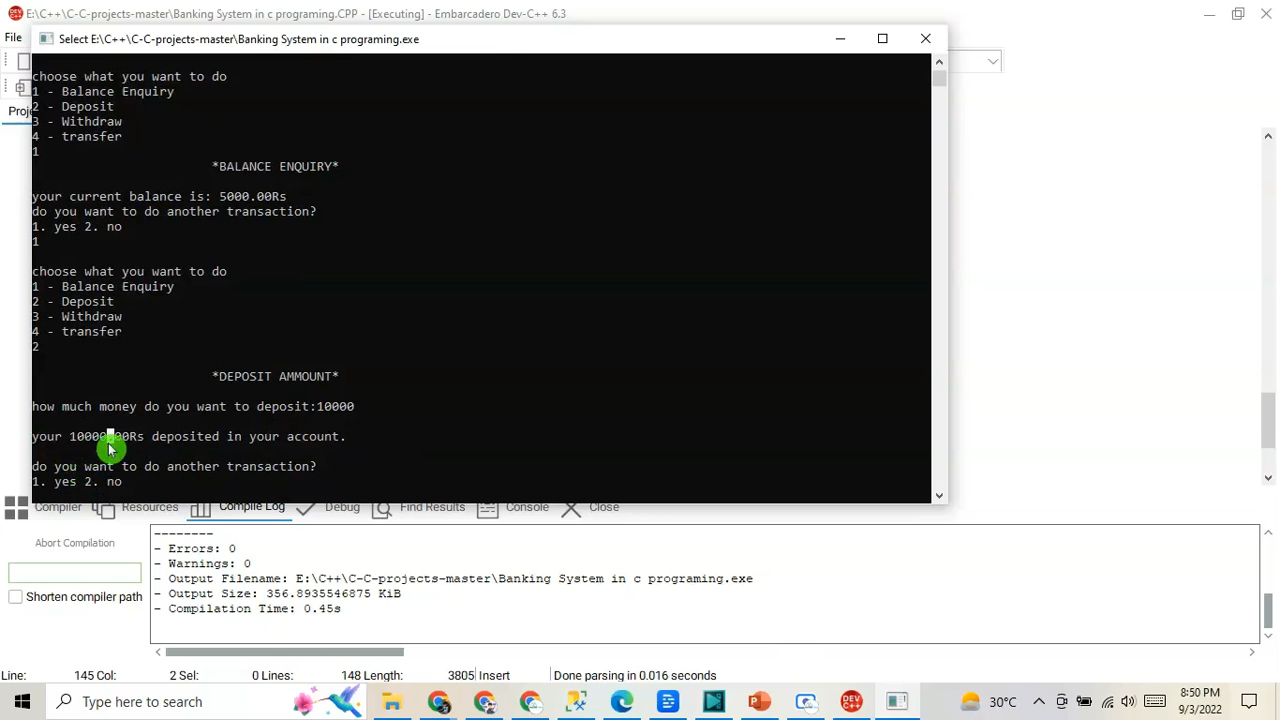 E:\C++\C-C-projects-master\Banking System in c programing.CPP - [Executing] - Embarcadero Dev-C++ 6.3
File
Select E:\C++\C-C-projects-master\Banking System in c programing.exe
choose what you want to do
1 - Balance Enquiry
2 - Deposit
3 - Withdraw
4 - transfer
1
*BALANCE ENQUIRY*
your current balance is: 5000.00Rs
do you want to do another transaction?
1. yes 2. no
1
choose what you want to do
1 - Balance Enquiry
2 - Deposit
3 - Withdraw
4 - transfer
2
*DEPOSIT AMMOUNT*
how much money do you want to deposit:10000
your 10000.00Rs deposited in your account.
do you want to do another transaction?
1. yes 2. no
Compiler Resources Compile Log Debug Find Results Console Close
Abort Compilation
Shorten compiler path
--------
- Errors: 0
- Warnings: 0
- Output Filename: E:\C++\C-C-projects-master\Banking System in c programing.exe
- Output Size: 356.8935546875 KiB
- Compilation Time: 0.45s
Line: 145 Col: 2 Sel: 0 Lines: 148 Length: 3805 Insert Done parsing in 0.016 seconds
Type here to search
DEV C++
30°C
8:50 PM
9/3/2022